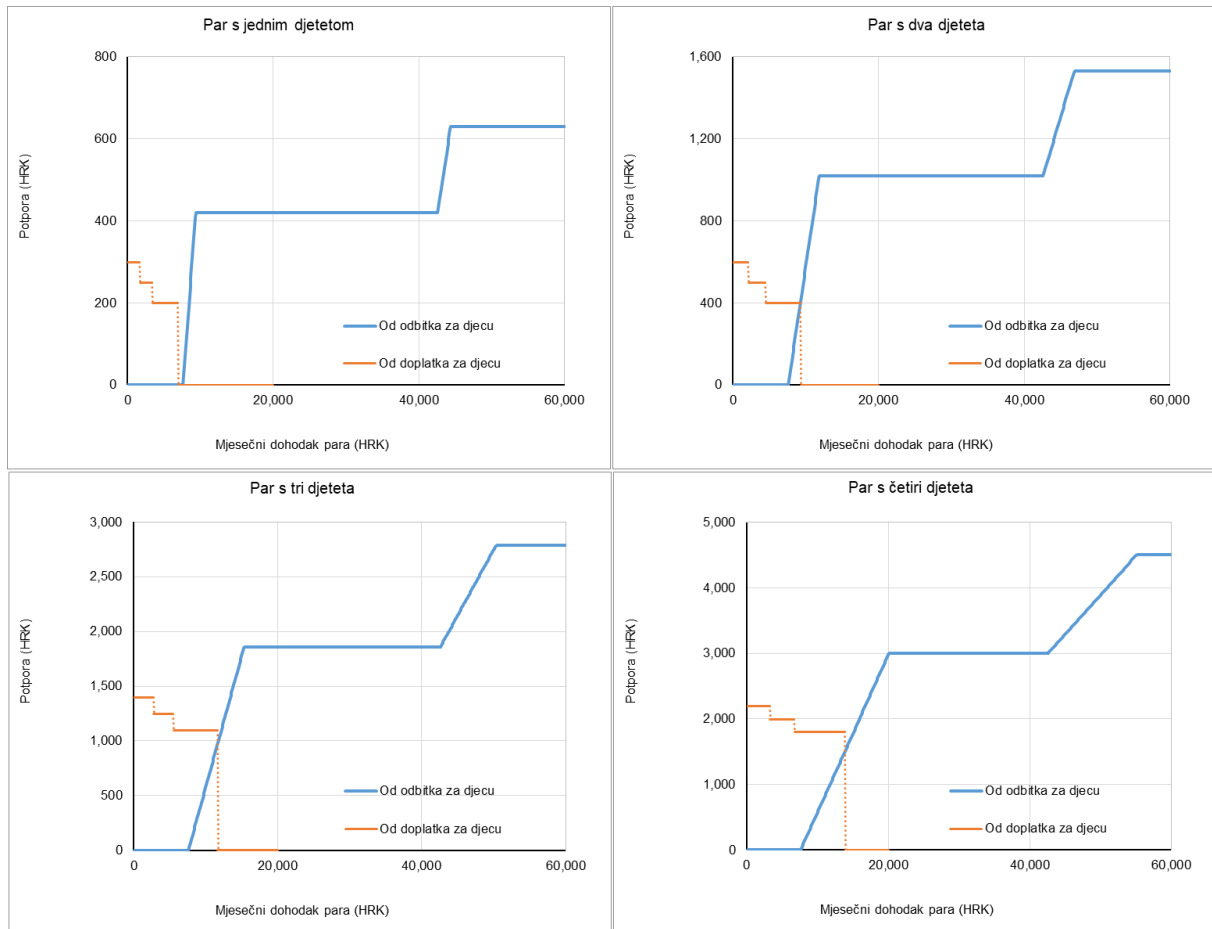 Par s jednim djetetom
800
600
400
200
0
0
20,000
40,000
60,000
Potpora (HRK)
Mjesečni dohodak para (HRK)
Od odbitka za djecu
Od doplatka za djecu
Par s dva djeteta
1,600
1,200
800
400
0
0
20,000
40,000
60,000
Potpora (HRK)
Mjesečni dohodak para (HRK)
Od odbitka za djecu
Od doplatka za djecu
Par s tri djeteta
3,000
2,500
2,000
1,500
1,000
500
0
0
20,000
40,000
60,000
Potpora (HRK)
Mjesečni dohodak para (HRK)
Od odbitka za djecu
Od doplatka za djecu
Par s četiri djeteta
5,000
4,000
3,000
2,000
1,000
0
0
20,000
40,000
60,000
Potpora (HRK)
Mjesečni dohodak para (HRK)
Od odbitka za djecu
Od doplatka za djecu